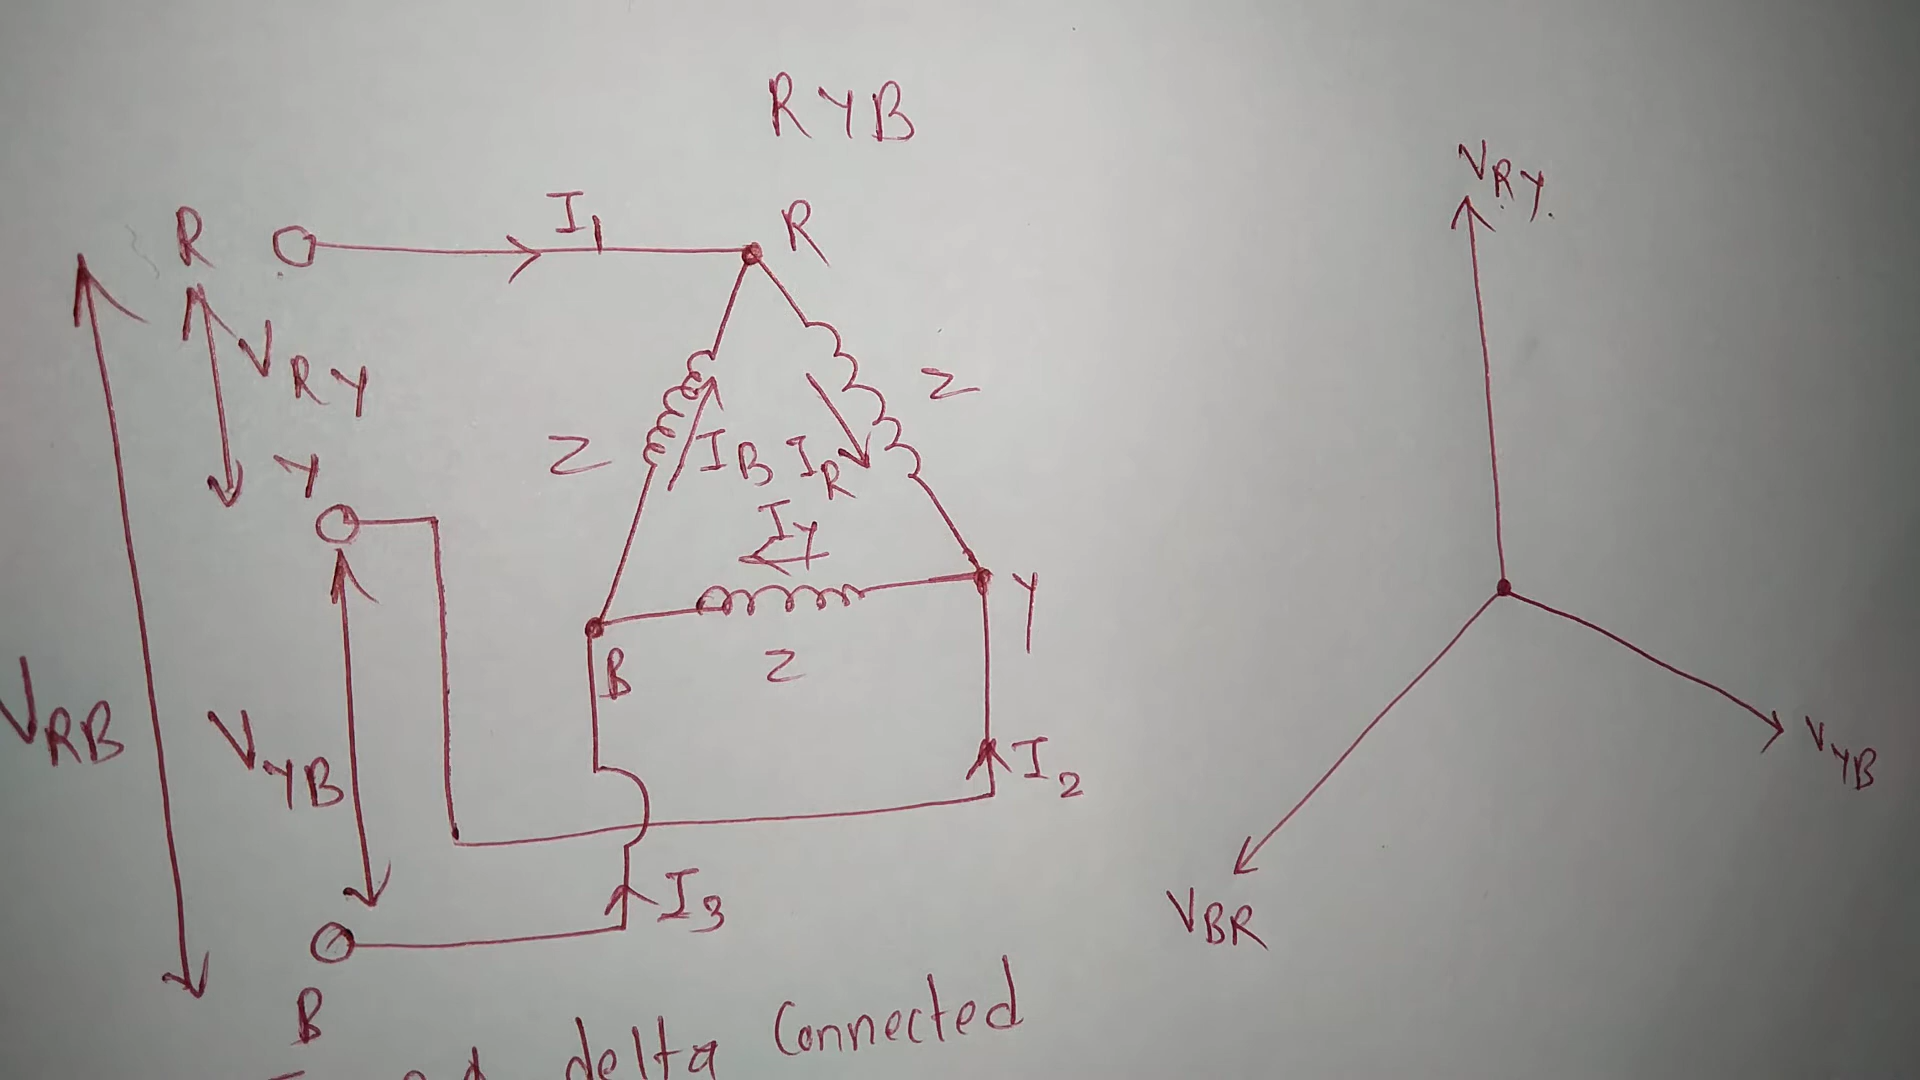 RYB
R
I1
R
VRY
VRY
Z
Z
IB
IR
Y
IY
Y
B
Z
VRB
VYB
I2
VYB
I3
VBR
B
delta Connected